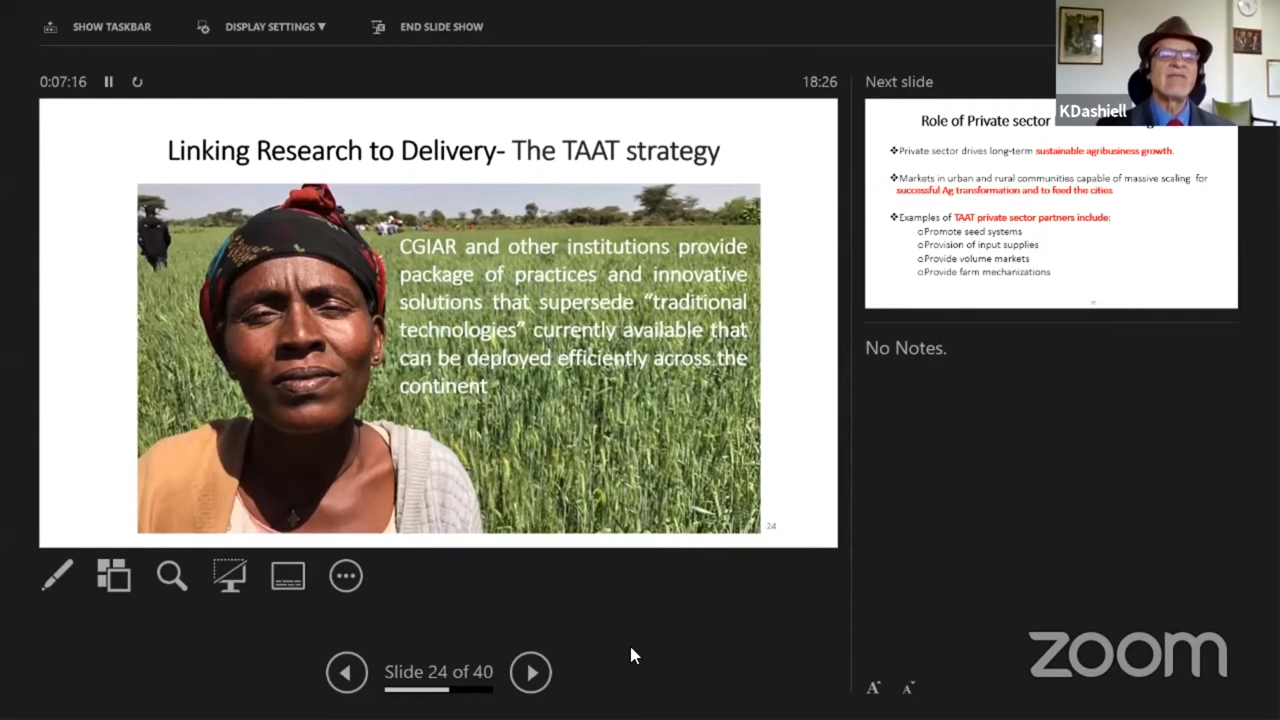 SHOW TASKBAR
DISPLAY SETTINGS ▼
END SLIDE SHOW
0:07:16
18:26
Linking Research to Delivery- The TAAT strategy
CGIAR and other institutions provide
package of practices and innovative
solutions that supersede “traditional
technologies” currently available that
can be deployed efficiently across the
continent
24
Slide 24 of 40
Next slide
KDashiell
Role of Private sector
❖Private sector drives long-term sustainable agribusiness growth.
❖Markets in urban and rural communities capable of massive scaling for
successful Ag transformation and to feed the cities
❖Examples of TAAT private sector partners include:
oPromote seed systems
oProvision of input supplies
oProvide volume markets
oProvide farm mechanizations
No Notes.
zoom
A A